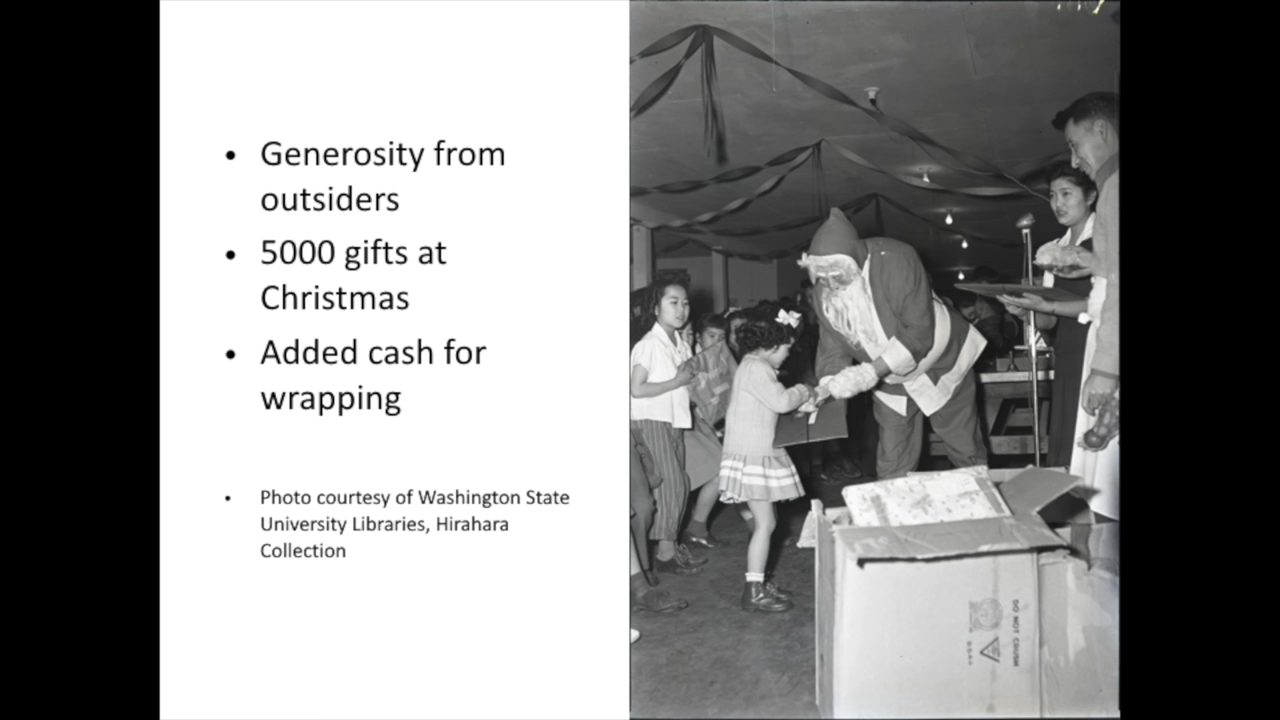 • Generosity from
outsiders
• 5000 gifts at
Christmas
• Added cash for
wrapping
• Photo courtesy of Washington State
University Libraries, Hirahara
Collection
DO NOT CRUSH